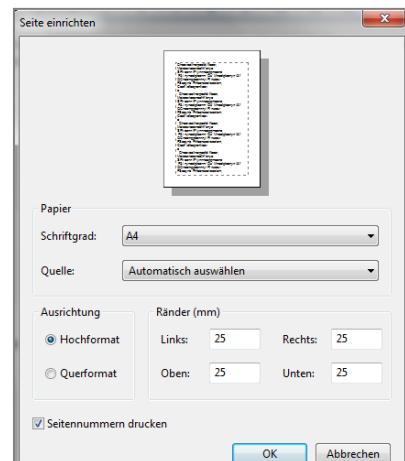 Seite einrichten
Papier
Schriftgrad: A4
Quelle: Automatisch auswählen
Ausrichtung Ränder (mm)
Hochformat Links: 25 Rechts: 25
Querformat Oben: 25 Unten: 25
Seitennummern drucken
OK Abbrechen